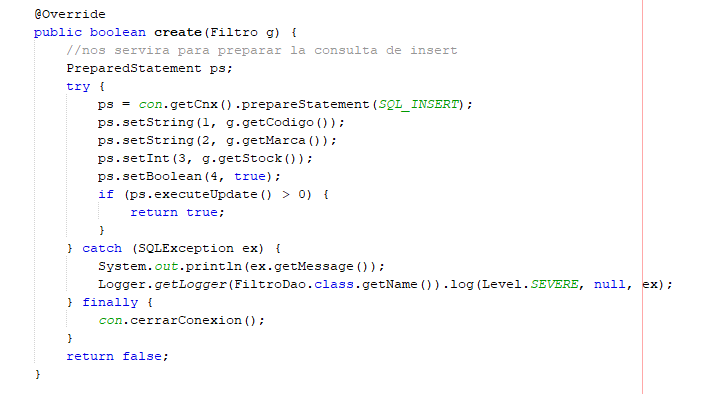 @Override
public boolean create(Filtro g) {
    //nos servira para preparar la consulta de insert
    PreparedStatement ps;
    try {
        ps = con.getCnx().prepareStatement(SQL_INSERT);
        ps.setString(1, g.getCodigo());
        ps.setString(2, g.getMarca());
        ps.setInt(3, g.getStock());
        ps.setBoolean(4, true);
        if (ps.executeUpdate() > 0) {
            return true;
        }
    } catch (SQLException ex) {
        System.out.println(ex.getMessage());
        Logger.getLogger(FiltroDao.class.getName()).log(Level.SEVERE, null, ex);
    } finally {
        con.cerrarConexion();
    }
    return false;
}